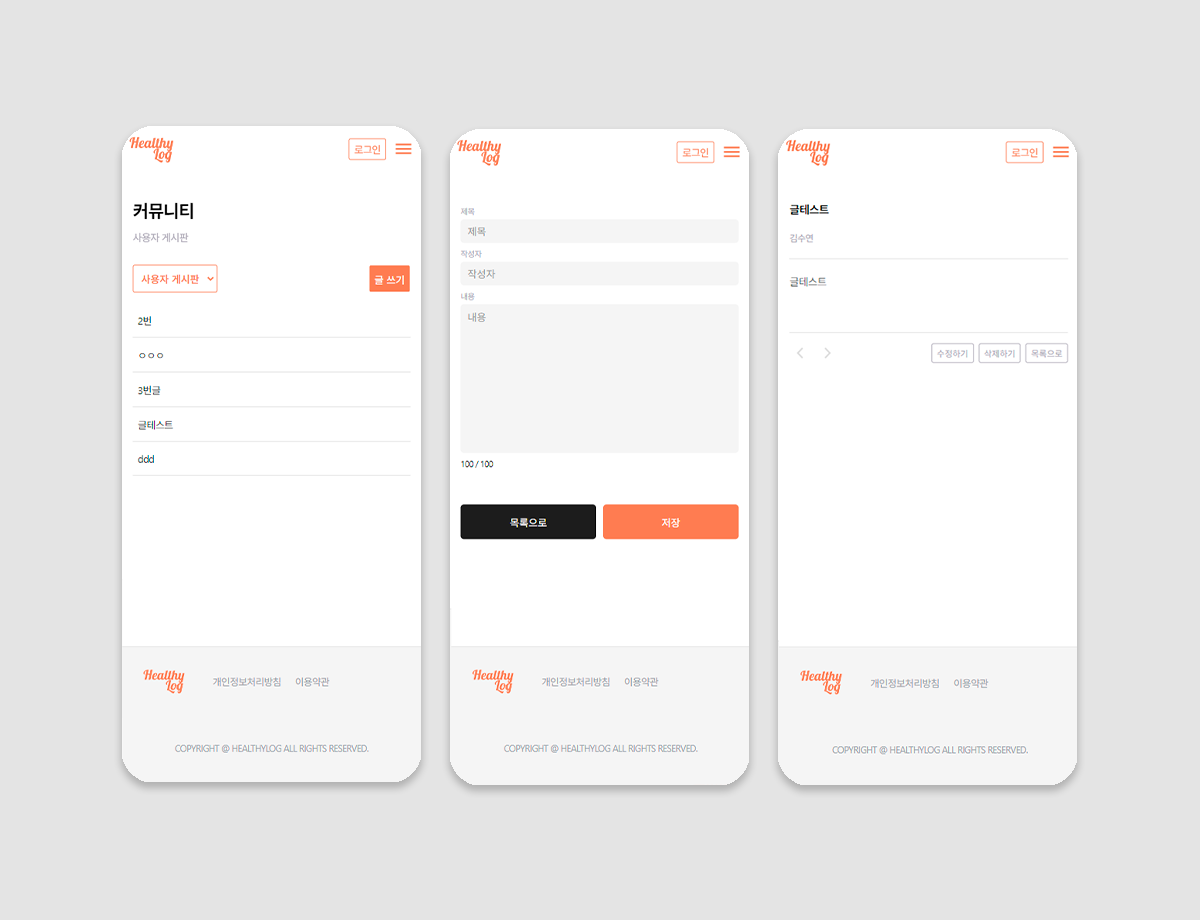 Healthy
Log
로그인
커뮤니티
사용자 게시판
사용자 게시판
글 쓰기
2번
ㅇㅇㅇ
3번글
글테스트
ddd
Healthy
Log
개인정보처리방침 이용약관
COPYRIGHT @ HEALTHYLOG ALL RIGHTS RESERVED.
Healthy
Log
로그인
제목
제목
작성자
작성자
내용
내용
100 / 100
목록으로
저장
Healthy
Log
개인정보처리방침 이용약관
COPYRIGHT @ HEALTHYLOG ALL RIGHTS RESERVED.
Healthy
Log
로그인
글테스트
김수연
글테스트
수정하기 삭제하기 목록으로
Healthy
Log
개인정보처리방침 이용약관
COPYRIGHT @ HEALTHYLOG ALL RIGHTS RESERVED.